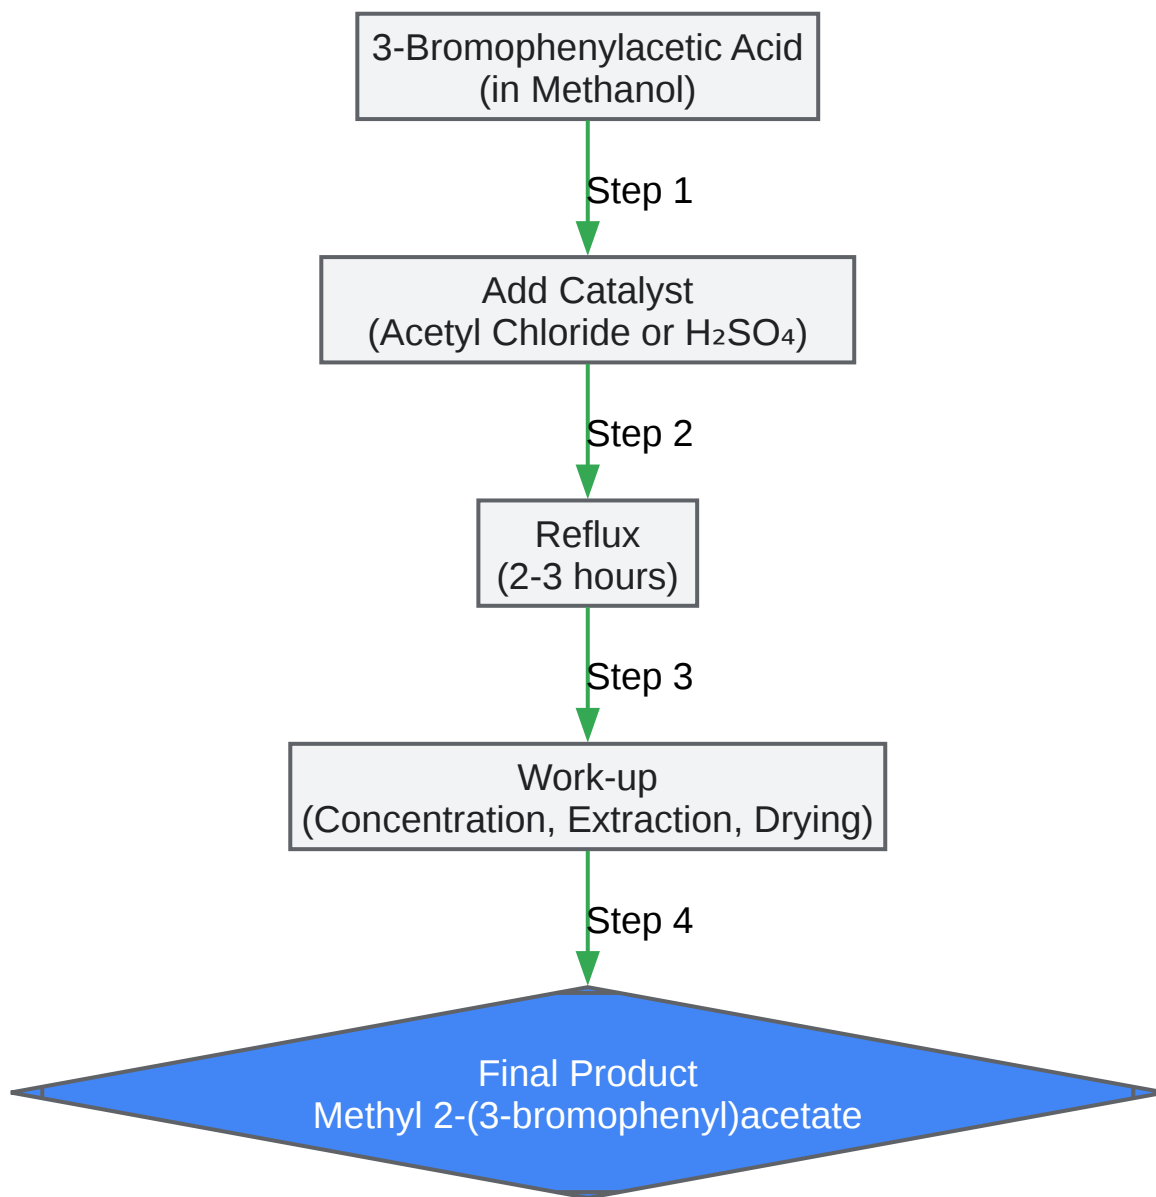 3-Bromophenylacetic Acid
(in Methanol)
Step 1
Add Catalyst
(Acetyl Chloride or H₂SO₄)
Step 2
Reflux
(2-3 hours)
Step 3
Work-up
(Concentration, Extraction, Drying)
Step 4
Final Product
Methyl 2-(3-bromophenyl)acetate